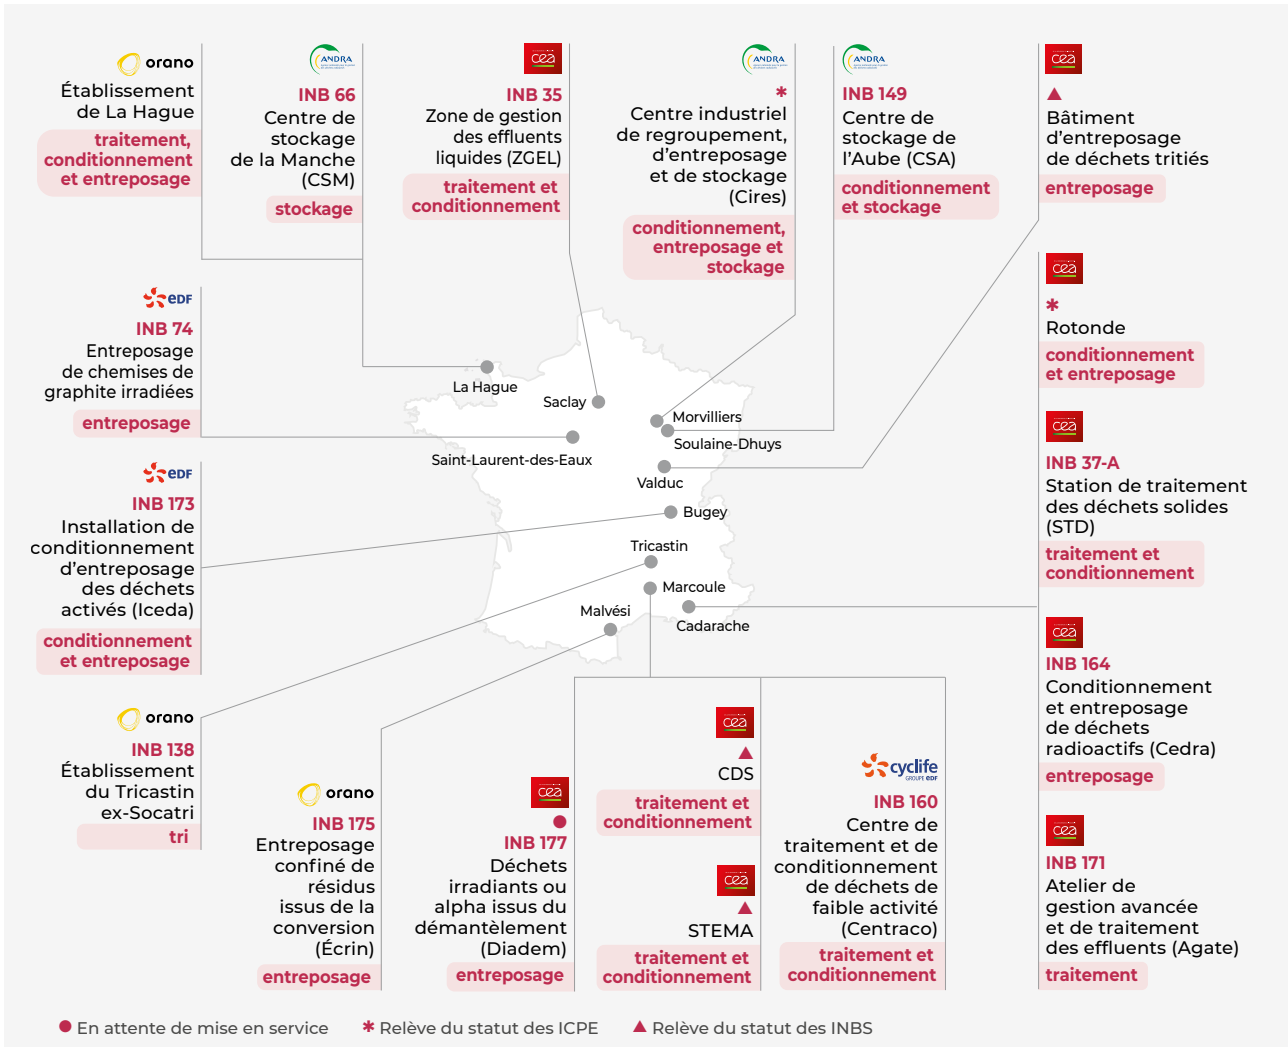 orano
Établissement
de La Hague
traitement,
conditionnement
et entreposage
ANDRA
INB 66
Centre de
stockage
de la Manche
(CSM)
stockage
cea
INB 35
Zone de gestion
des effluents
liquides (ZGEL)
traitement et
conditionnement
ANDRA
*
Centre industriel
de regroupement,
d'entreposage
et de stockage
(Cires)
conditionnement,
entreposage et
stockage
ANDRA
INB 149
Centre de
stockage de
l'Aube (CSA)
conditionnement
et stockage
cea
▲
Bâtiment
d'entreposage
de déchets tritiés
entreposage
cea
*
Rotonde
conditionnement
et entreposage
cea
INB 37-A
Station de traitement
des déchets solides
(STD)
traitement et
conditionnement
cea
INB 164
Conditionnement
et entreposage
de déchets
radioactifs (Cedra)
entreposage
cea
INB 171
Atelier de
gestion avancée
et de traitement
des effluents (Agate)
traitement
EDF
INB 74
Entreposage
de chemises de
graphite irradiées
entreposage
EDF
INB 173
Installation de
conditionnement
d'entreposage
des déchets
activés (Iceda)
conditionnement
et entreposage
La Hague
Saclay
Morvilliers
Soulaine-Dhuys
Saint-Laurent-des-Eaux
Valduc
Bugey
Tricastin
Marcoule
Malvési
Cadarache
orano
INB 138
Établissement
du Tricastin
ex-Socatri
tri
orano
INB 175
Entreposage
confiné de
résidus
issus de la
conversion
(Écrin)
entreposage
cea
●
INB 177
Déchets
irradiants ou
alpha issus du
démantèlement
(Diadem)
entreposage
cea
▲
CDS
traitement et
conditionnement
cea
▲
STEMA
traitement et
conditionnement
cyclife
GROUPE EDF
INB 160
Centre de
traitement et de
conditionnement
de déchets de
faible activité
(Centraco)
traitement et
conditionnement
● En attente de mise en service * Relève du statut des ICPE ▲ Relève du statut des INBS